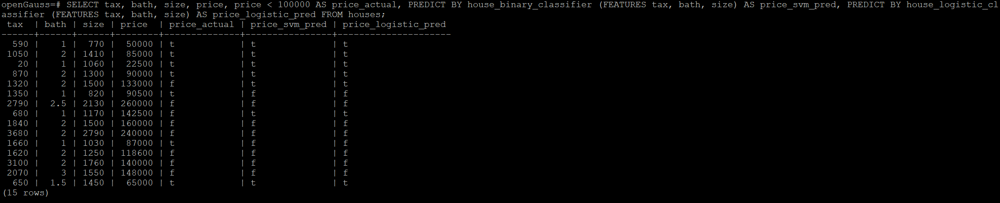 openGauss=# SELECT tax, bath, size, price, price < 100000 AS price_actual, PREDICT BY house_binary_classifier (FEATURES tax, bath, size) AS price_svm_pred, PREDICT BY house_logistic_cl
assifier (FEATURES tax, bath, size) AS price_logistic_pred FROM houses;
 tax  | bath | size | price  | price_actual | price_svm_pred | price_logistic_pred
------+------+------+--------+--------------+----------------+---------------------
  590 |    1 |  770 |  50000 | t            | t              | t
 1050 |    2 | 1410 |  85000 | t            | t              | t
   20 |    1 | 1060 |  22500 | t            | t              | t
  870 |    2 | 1300 |  90000 | t            | t              | t
 1320 |    2 | 1500 | 133000 | f            | t              | t
 1350 |    1 |  820 |  90500 | t            | f              | f
 2790 |  2.5 | 2130 | 260000 | f            | f              | f
  680 |    1 | 1170 | 142500 | f            | t              | t
 1840 |    2 | 1500 | 160000 | f            | f              | f
 3680 |    2 | 2790 | 240000 | f            | f              | f
 1660 |    1 | 1030 |  87000 | t            | f              | f
 1620 |    2 | 1250 | 118600 | f            | f              | f
 3100 |    2 | 1760 | 140000 | f            | f              | f
 2070 |    3 | 1550 | 148000 | f            | f              | f
  650 |  1.5 | 1450 |  65000 | t            | t              | t
(15 rows)